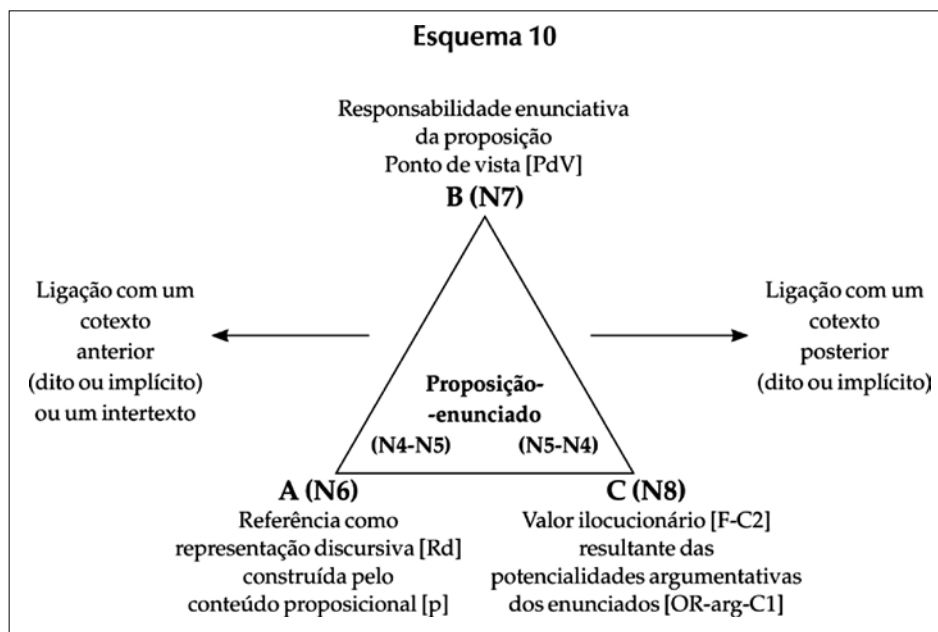 Esquema 10
Responsabilidade enunciativa
da proposição
Ponto de vista [PdV]
B (N7)
Ligação com um
cotexto
anterior
(dito ou implícito)
ou um intertexto
Ligação com um
cotexto
posterior
(dito ou implícito)
Proposição-
-enunciado
(N4-N5) (N5-N4)
A (N6)
Referência como
representação discursiva [Rd]
construída pelo
conteúdo proposicional [p]
C (N8)
Valor ilocucionário [F-C2]
resultante das
potencialidades argumentativas
dos enunciados [OR-arg-C1]